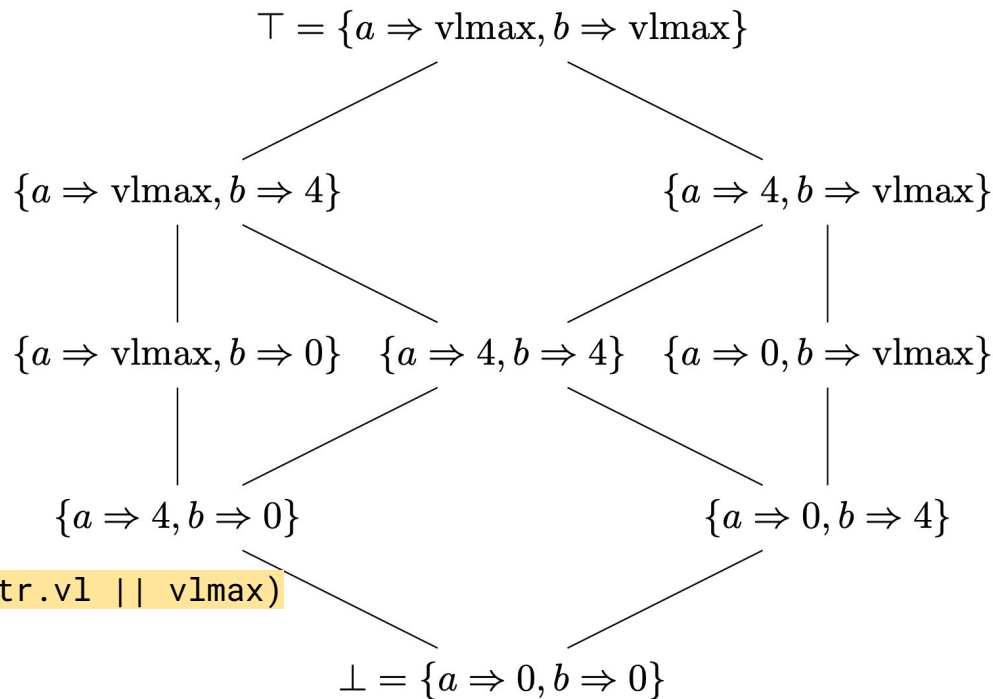 ⊤ = {a ⇒ vlmax, b ⇒ vlmax}
{a ⇒ vlmax, b ⇒ 4} {a ⇒ 4, b ⇒ vlmax}
{a ⇒ vlmax, b ⇒ 0} {a ⇒ 4, b ⇒ 4} {a ⇒ 0, b ⇒ vlmax}
{a ⇒ 4, b ⇒ 0} {a ⇒ 0, b ⇒ 4}
tr.vl || vlmax)
⊥ = {a ⇒ 0, b ⇒ 0}